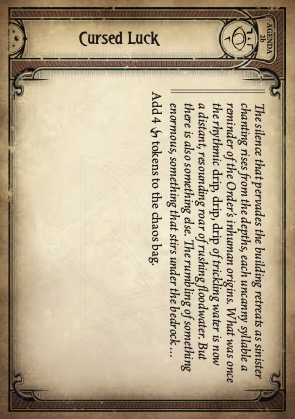 AGENDA
2b
Cursed Luck
The silence that pervades the building retreats as sinister
chanting rises from the depths, each uncanny syllable a
reminder of the Order's inhuman origins. What was once
the rhythmic drip, drip, drip of trickling water is now
a distant, resounding roar of rushing floodwater. But
there is also something else. The rumbling of something
enormous, something that stirs under the bedrock ...
Add 4 tokens to the chaos bag.